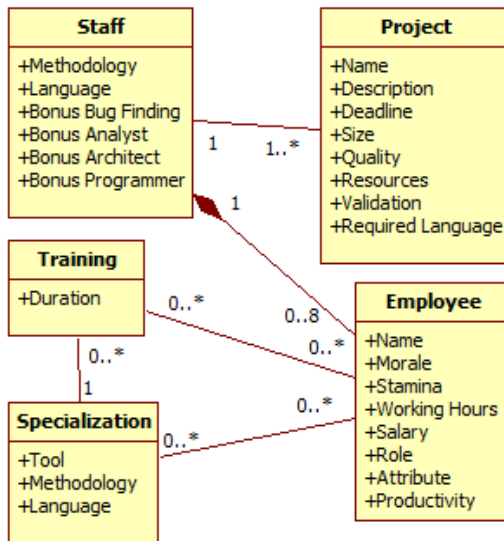 Staff
+Methodology
+Language
+Bonus Bug Finding
+Bonus Analyst
+Bonus Architect
+Bonus Programmer
Project
+Name
+Description
+Deadline
+Size
+Quality
+Resources
+Validation
+Required Language
1
1..*
1
0..8
Training
+Duration
0..*
0..*
0..*
1
Specialization
+Tool
+Methodology
+Language
0..*
0..*
Employee
+Name
+Morale
+Stamina
+Working Hours
+Salary
+Role
+Attribute
+Productivity